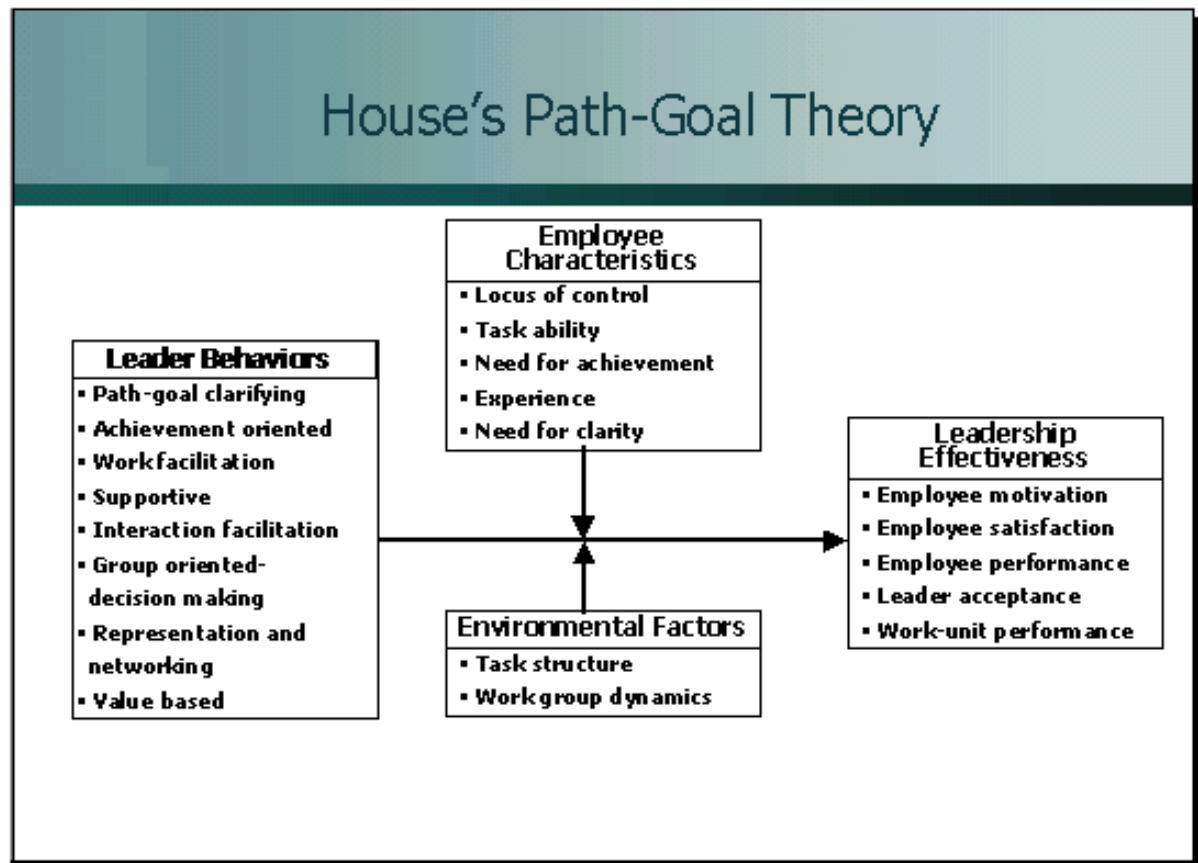 House's Path-Goal Theory
Leader Behaviors
▪ Path-goal clarifying
▪ Achievement oriented
▪ Work facilitation
▪ Supportive
▪ Interaction facilitation
▪ Group oriented-
decision making
▪ Representation and
networking
▪ Value based
Employee
Characteristics
▪ Locus of control
▪ Task ability
▪ Need for achievement
▪ Experience
▪ Need for clarity
Environmental Factors
▪ Task structure
▪ Work group dynamics
Leadership
Effectiveness
▪ Employee motivation
▪ Employee satisfaction
▪ Employee performance
▪ Leader acceptance
▪ Work-unit performance